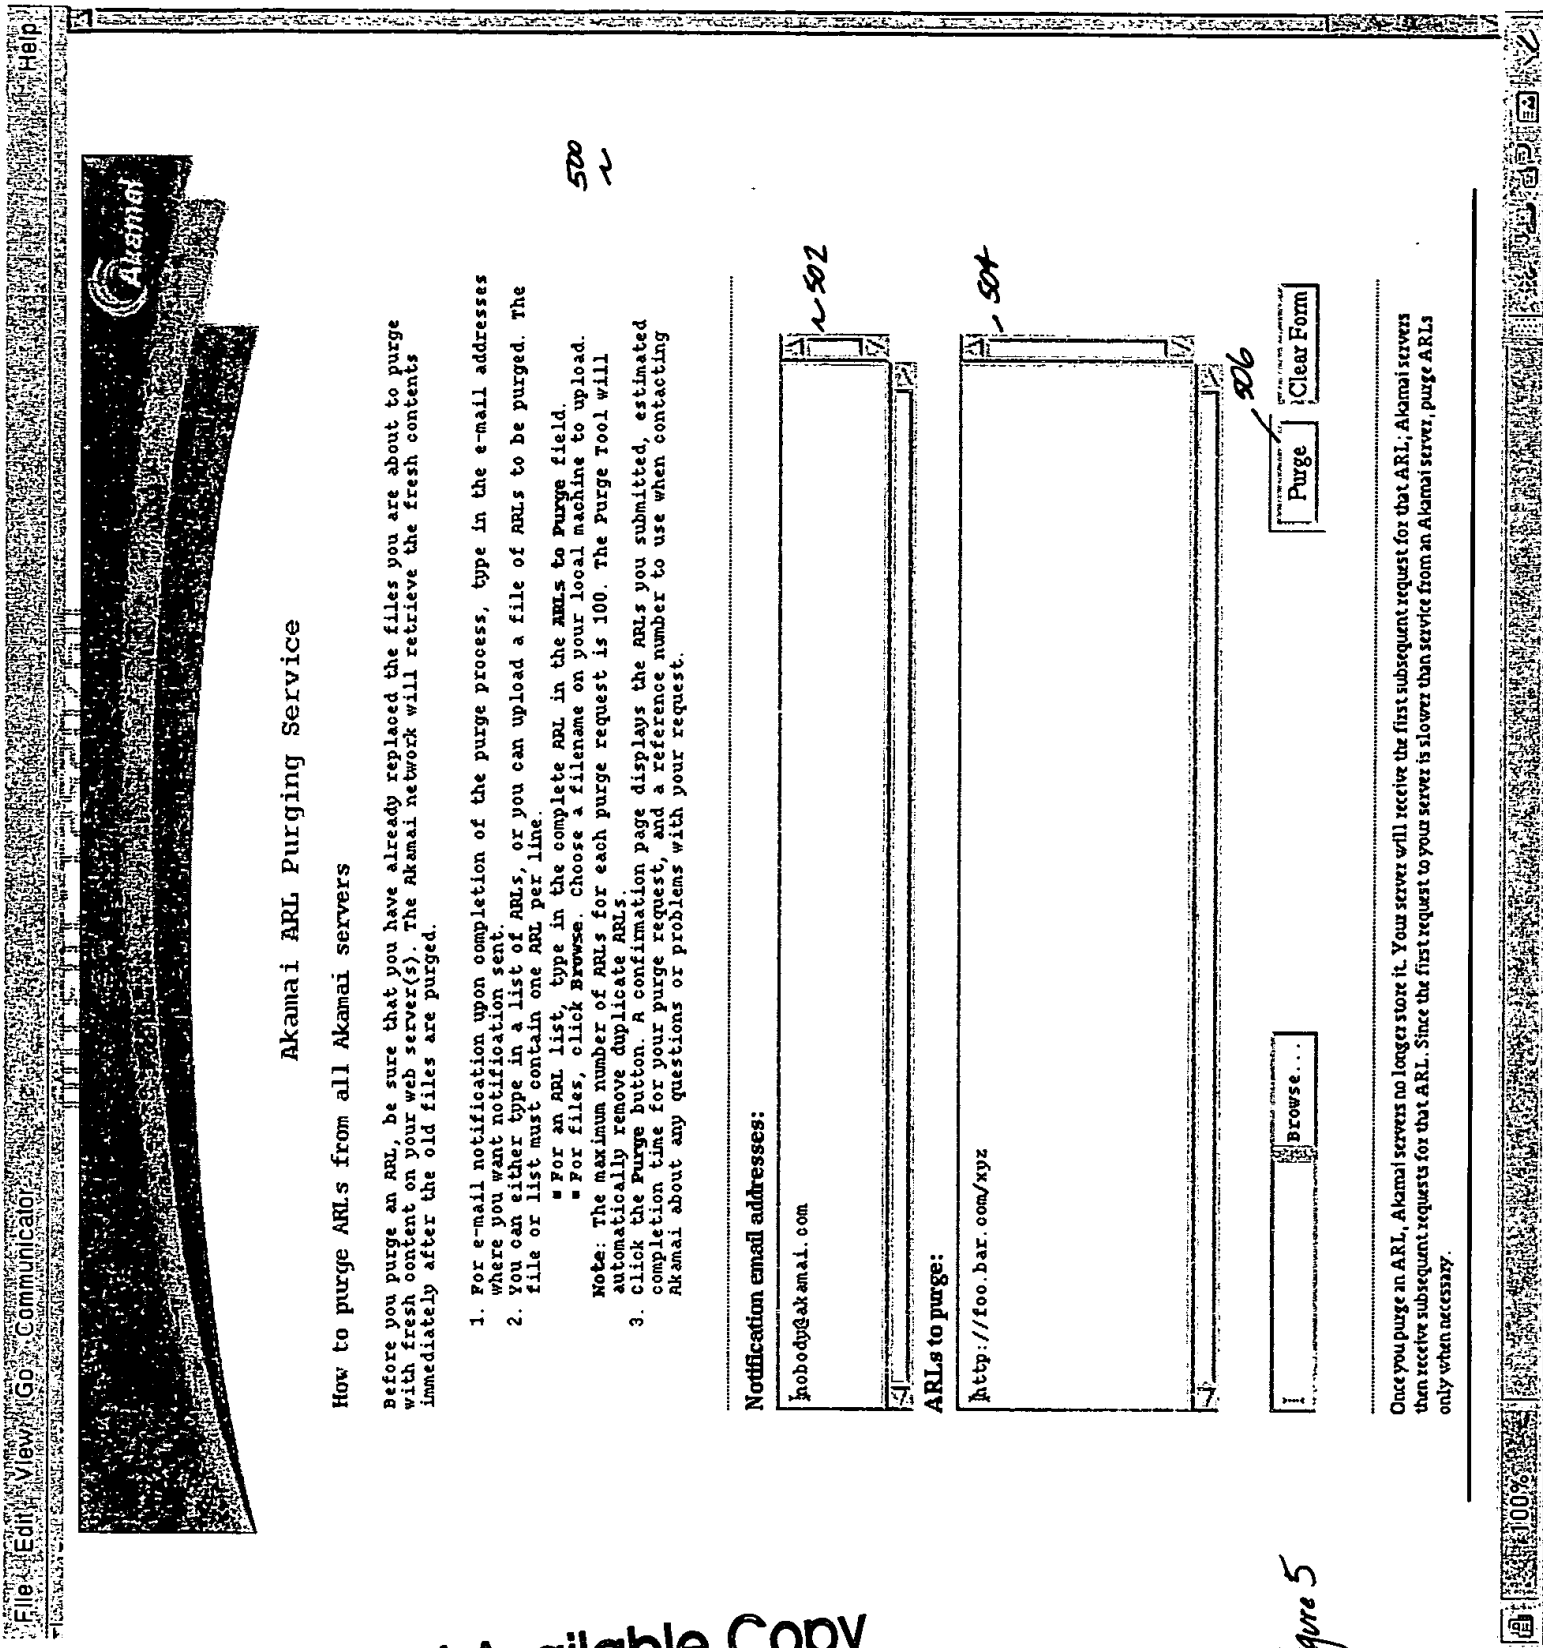 File Edit View Go Communicator Help
Akamai
Akamai ARL Purging Service
How to purge ARLs from all Akamai servers
Before you purge an ARL, be sure that you have already replaced the files you are about to purge
with fresh content on your web server(s). The Akamai network will retrieve the fresh contents
immediately after the old files are purged.
500
1. For e-mail notification upon completion of the purge process, type in the e-mail addresses
where you want notification sent.
2. You can either type in a list of ARLs, or you can upload a file of ARLs to be purged. The
file or list must contain one ARL per line.
■ For an ARL list, type in the complete ARL in the ARLs to Purge field.
■ For files, click Browse. Choose a filename on your local machine to upload.
Note: The maximum number of ARLs for each purge request is 100. The Purge Tool will
automatically remove duplicate ARLs.
3. Click the Purge button. A confirmation page displays the ARLs you submitted, estimated
completion time for your purge request, and a reference number to use when contacting
Akamai about any questions or problems with your request.
Notification email addresses:
nobody@akamai.com
502
ARLs to purge:
http://foo.bar.com/xyz
504
506
Browse... Purge Clear Form
Once you purge an ARL, Akamai servers no longer store it. Your server will receive the first subsequent request for that ARL; Akamai servers
then receive subsequent requests for that ARL. Since the first request to your server is slower than service from an Akamai server, purge ARLs
only when necessary.
100%
5
Copy